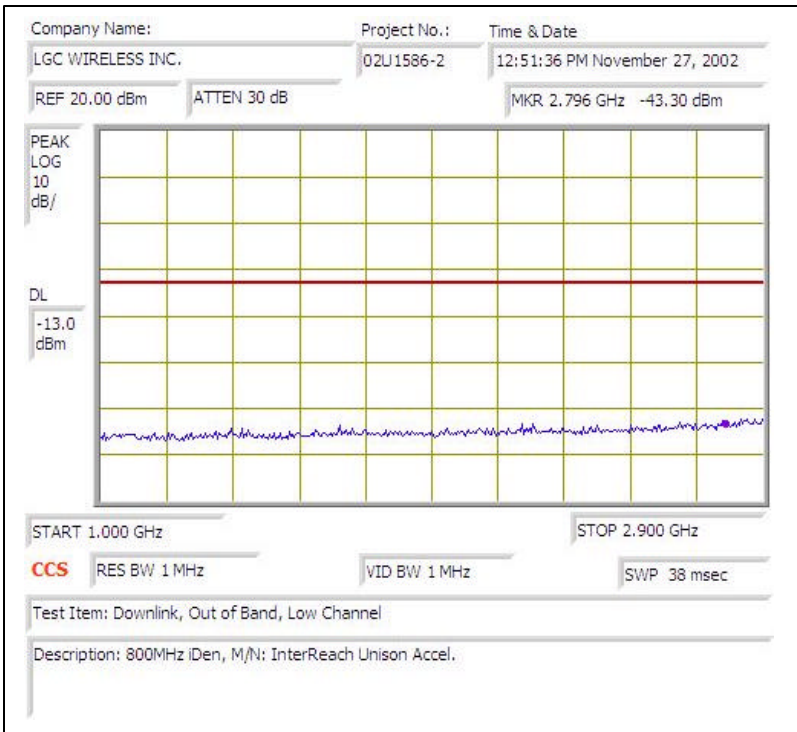 Company Name:
Project No.:
Time & Date
LGC WIRELESS INC.
02U1586-2
12:51:36 PM November 27, 2002
REF 20.00 dBm
ATTEN 30 dB
MKR 2.796 GHz -43.30 dBm
PEAK
LOG
10
dB/
DL
-13.0
dBm
START 1.000 GHz
STOP 2.900 GHz
CCS
RES BW 1 MHz
VID BW 1 MHz
SWP 38 msec
Test Item: Downlink, Out of Band, Low Channel
Description: 800MHz iDen, M/N: InterReach Unison Accel.